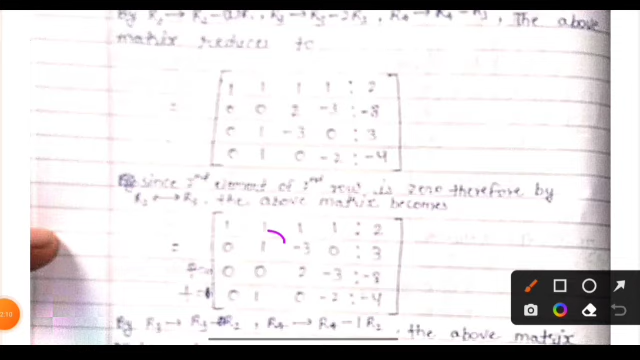 By R2 → R2 - , R3 → R3 - 2R1, R4 → R4 - R1, The above
matrix reduces to
= [ 1 1 1 1 : 2
0 0 2 -3 : -8
0 1 -3 0 : 3
0 1 0 -2 : -4 ]
since 2nd element of 2nd row is zero therefore by
R2 ↔ R3, the above matrix becomes
= [ 1 1 1 1 : 2
0 1 -3 0 : 3
0 0 2 -3 : -8
0 1 0 -2 : -4 ]
By R3 → R3 R2, R4 → R4 - 1R2, the above matrix
2:10